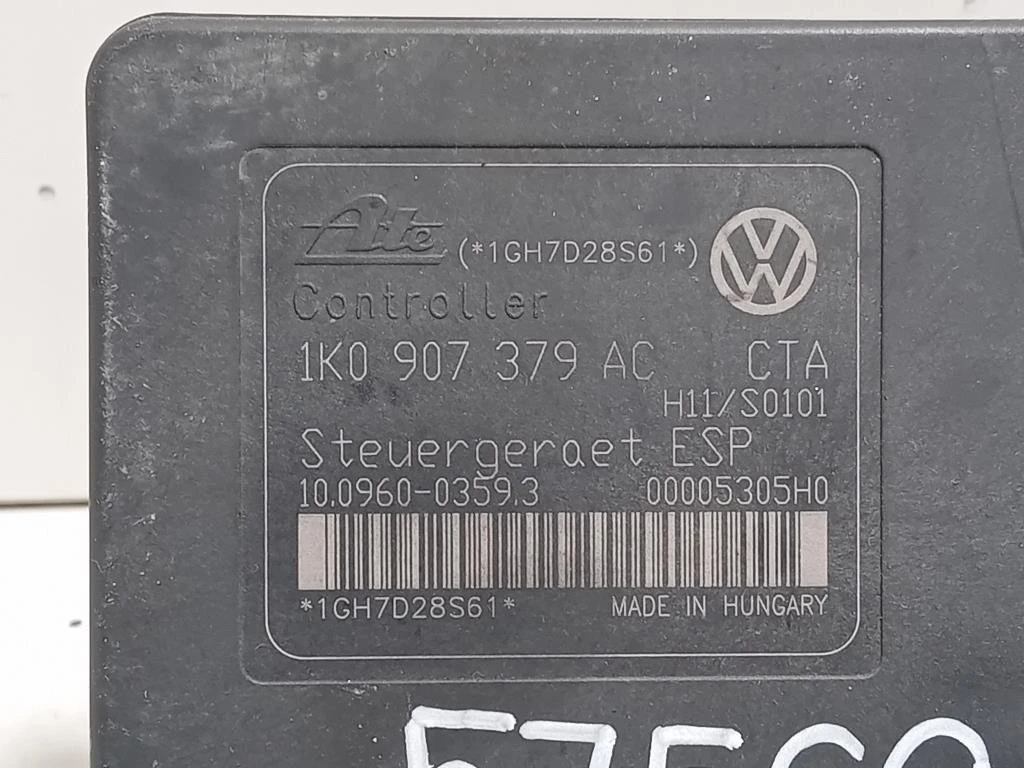 Ate (*1GH7D28S61*)
Controller
1K0 907 379 AC CTA
H11/S0101
Steuergeraet ESP
10.0960-0359.3 00005305H0
*1GH7D28S61* MADE IN HUNGARY